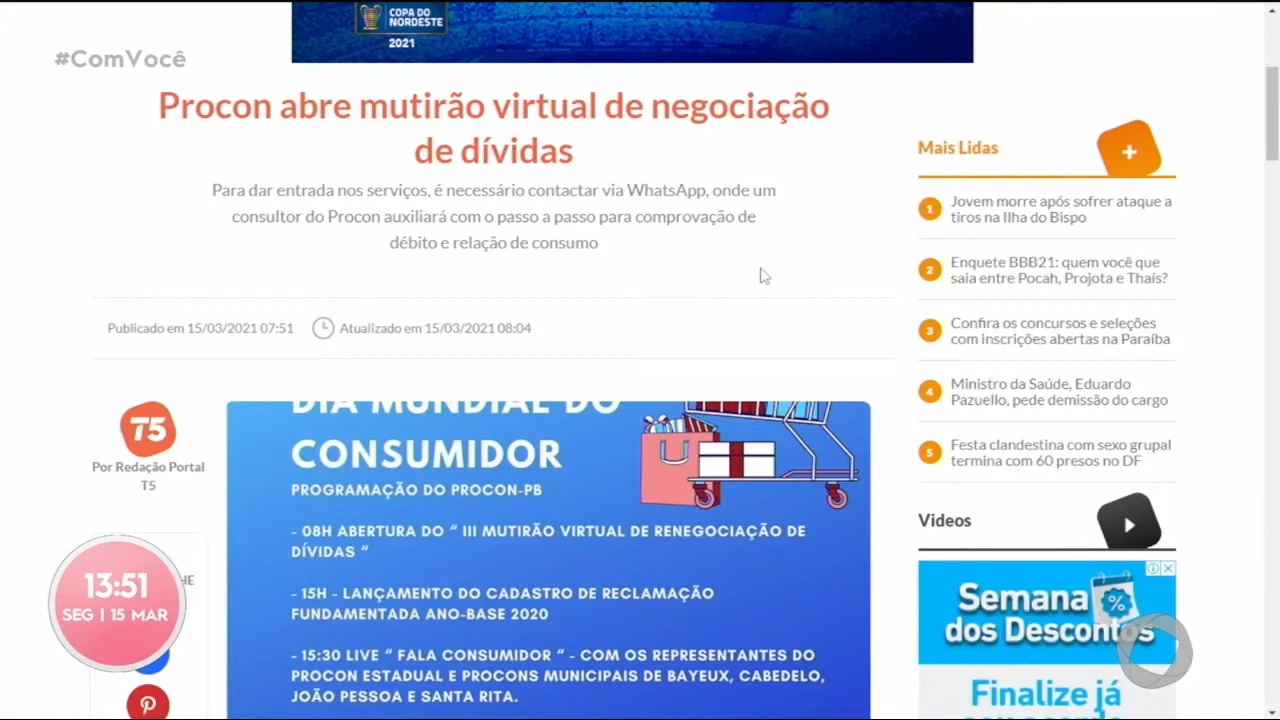 COPA DO
NORDESTE
2021
#ComVocê
Procon abre mutirão virtual de negociação
de dívidas
Para dar entrada nos serviços, é necessário contactar via WhatsApp, onde um
consultor do Procon auxiliará com o passo a passo para comprovação de
débito e relação de consumo
Publicado em 15/03/2021 07:51
Atualizado em 15/03/2021 08:04
T5
Por Redação Portal
T5
DIA MUNDIAL DO
CONSUMIDOR
PROGRAMAÇÃO DO PROCON-PB
- 08H ABERTURA DO “ III MUTIRÃO VIRTUAL DE RENEGOCIAÇÃO DE
DÍVIDAS “
- 15H - LANÇAMENTO DO CADASTRO DE RECLAMAÇÃO
FUNDAMENTADA ANO-BASE 2020
- 15:30 LIVE “ FALA CONSUMIDOR “ - COM OS REPRESENTANTES DO
PROCON ESTADUAL E PROCONS MUNICIPAIS DE BAYEUX, CABEDELO,
JOÃO PESSOA E SANTA RITA.
13:51
SEG | 15 MAR
HE
Mais Lidas
+
1 Jovem morre após sofrer ataque a
tiros na Ilha do Bispo
2 Enquete BBB21: quem você que
saia entre Pocah, Projota e Thaís?
3 Confira os concursos e seleções
com inscrições abertas na Paraíba
4 Ministro da Saúde, Eduardo
Pazuello, pede demissão do cargo
5 Festa clandestina com sexo grupal
termina com 60 presos no DF
Videos
Semana
dos Descontos
%
Finalize já